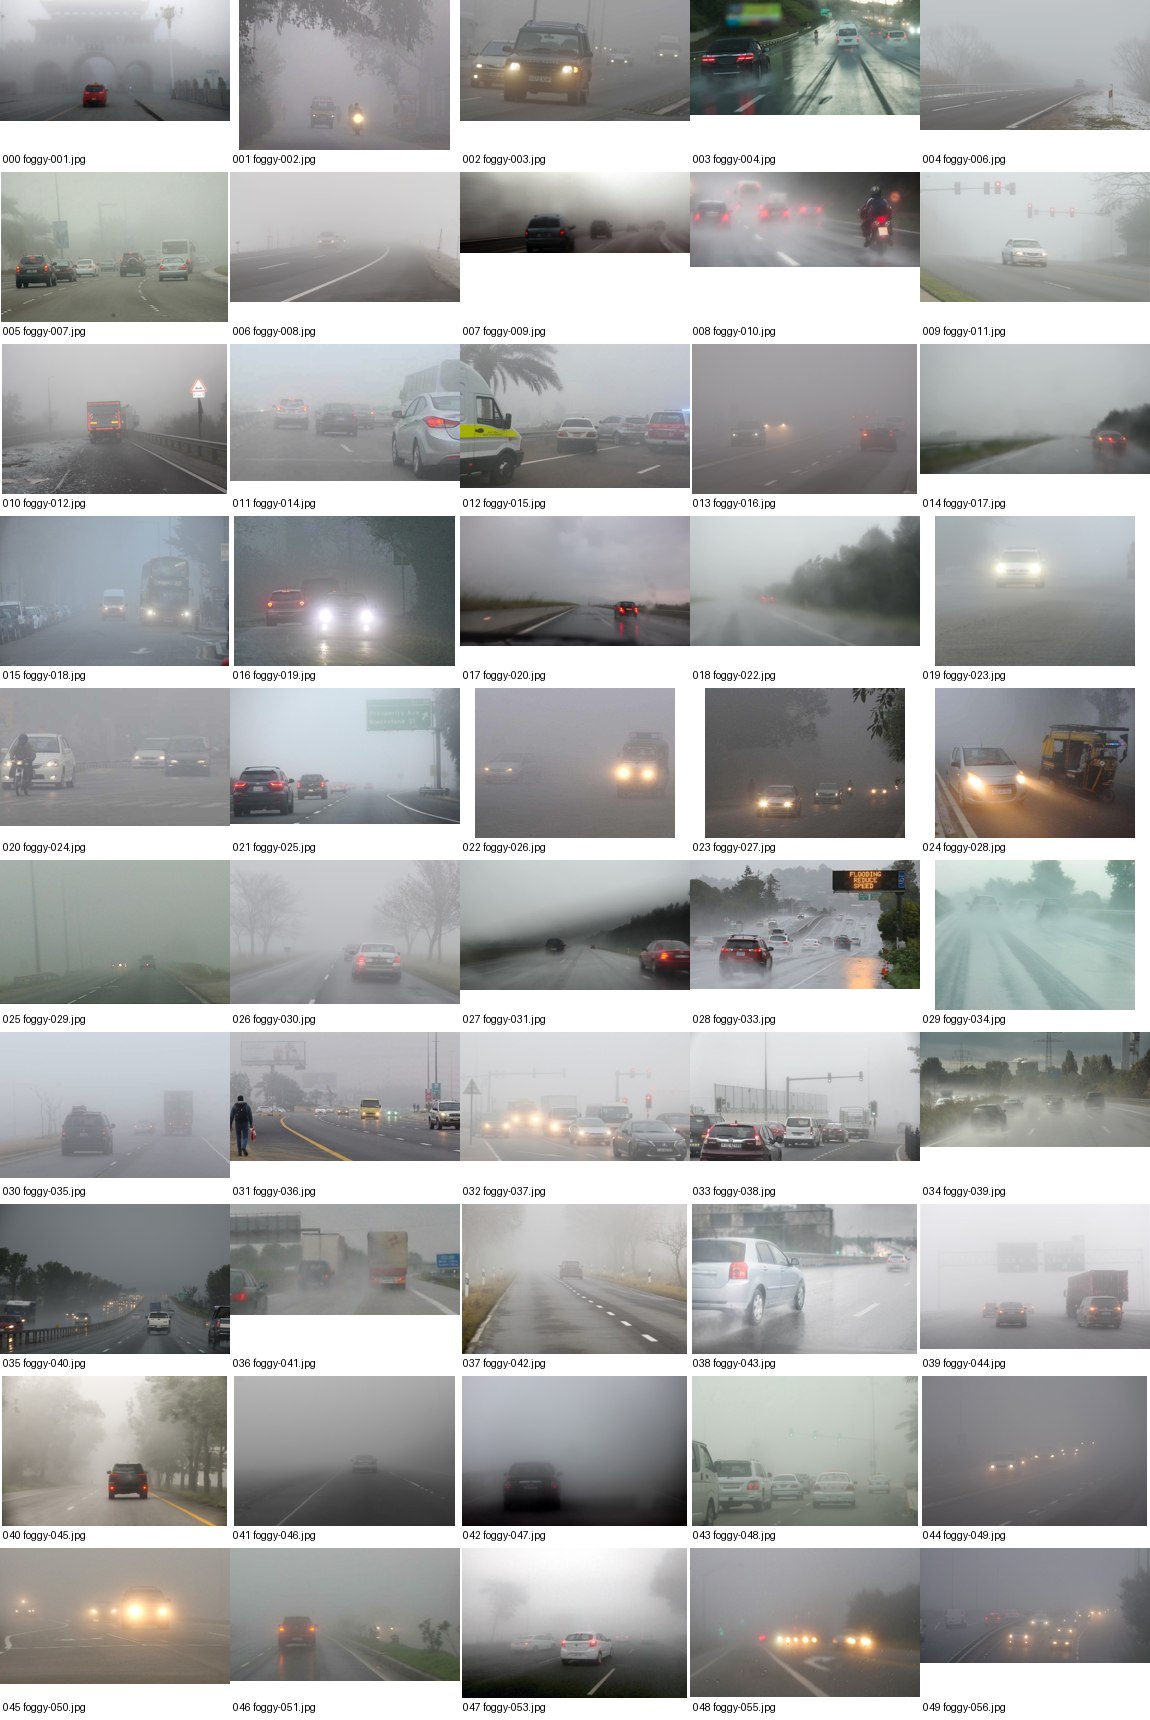 000 foggy-001.jpg
001 foggy-002.jpg
002 foggy-003.jpg
003 foggy-004.jpg
004 foggy-006.jpg
005 foggy-007.jpg
006 foggy-008.jpg
007 foggy-009.jpg
008 foggy-010.jpg
009 foggy-011.jpg
010 foggy-012.jpg
011 foggy-014.jpg
012 foggy-015.jpg
013 foggy-016.jpg
014 foggy-017.jpg
015 foggy-018.jpg
016 foggy-019.jpg
017 foggy-020.jpg
018 foggy-022.jpg
019 foggy-023.jpg
020 foggy-024.jpg
021 foggy-025.jpg
022 foggy-026.jpg
023 foggy-027.jpg
024 foggy-028.jpg
FLOODING
REDUCE
SPEED
025 foggy-029.jpg
026 foggy-030.jpg
027 foggy-031.jpg
028 foggy-033.jpg
029 foggy-034.jpg
030 foggy-035.jpg
031 foggy-036.jpg
032 foggy-037.jpg
033 foggy-038.jpg
034 foggy-039.jpg
035 foggy-040.jpg
036 foggy-041.jpg
037 foggy-042.jpg
038 foggy-043.jpg
039 foggy-044.jpg
040 foggy-045.jpg
041 foggy-046.jpg
042 foggy-047.jpg
043 foggy-048.jpg
044 foggy-049.jpg
045 foggy-050.jpg
046 foggy-051.jpg
047 foggy-053.jpg
048 foggy-055.jpg
049 foggy-056.jpg